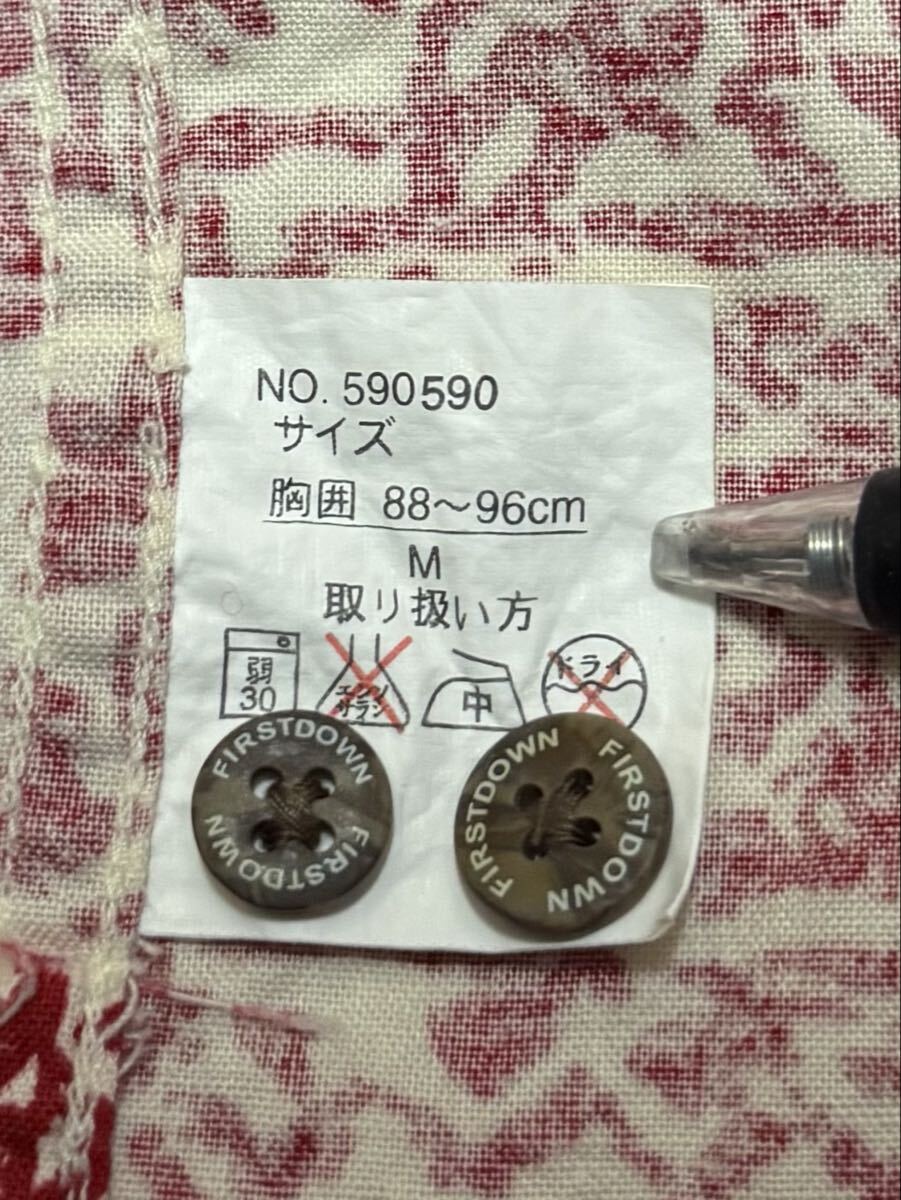 NO. 590590
サイズ
胸囲 88〜96cm
M
取り扱い方
弱
30
エンソ
サラシ
中
ドライ
FIRSTDOWN FIRSTDOWN
FIRSTDOWN FIRSTDOWN